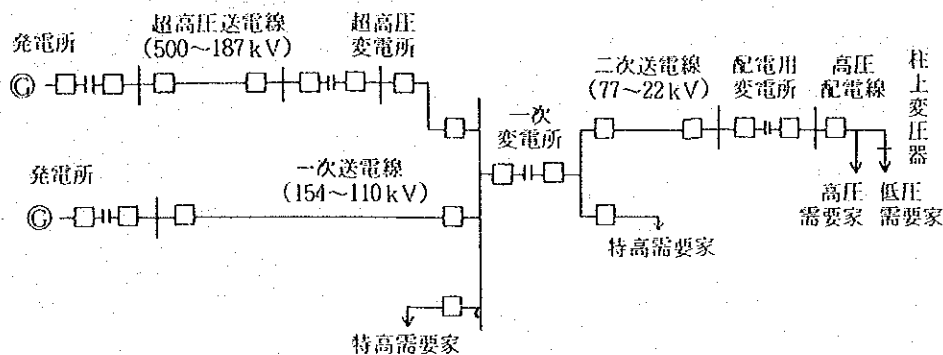 発電所
超高圧送電線
(500～187kV)
超高圧
変電所
G
発電所
一次送電線
(154～110kV)
G
特高需要家
一次
変電所
二次送電線
(77～22kV)
配電用
変電所
高圧
配電線
柱上変圧器
特高需要家
高圧
需要家
低圧
需要家